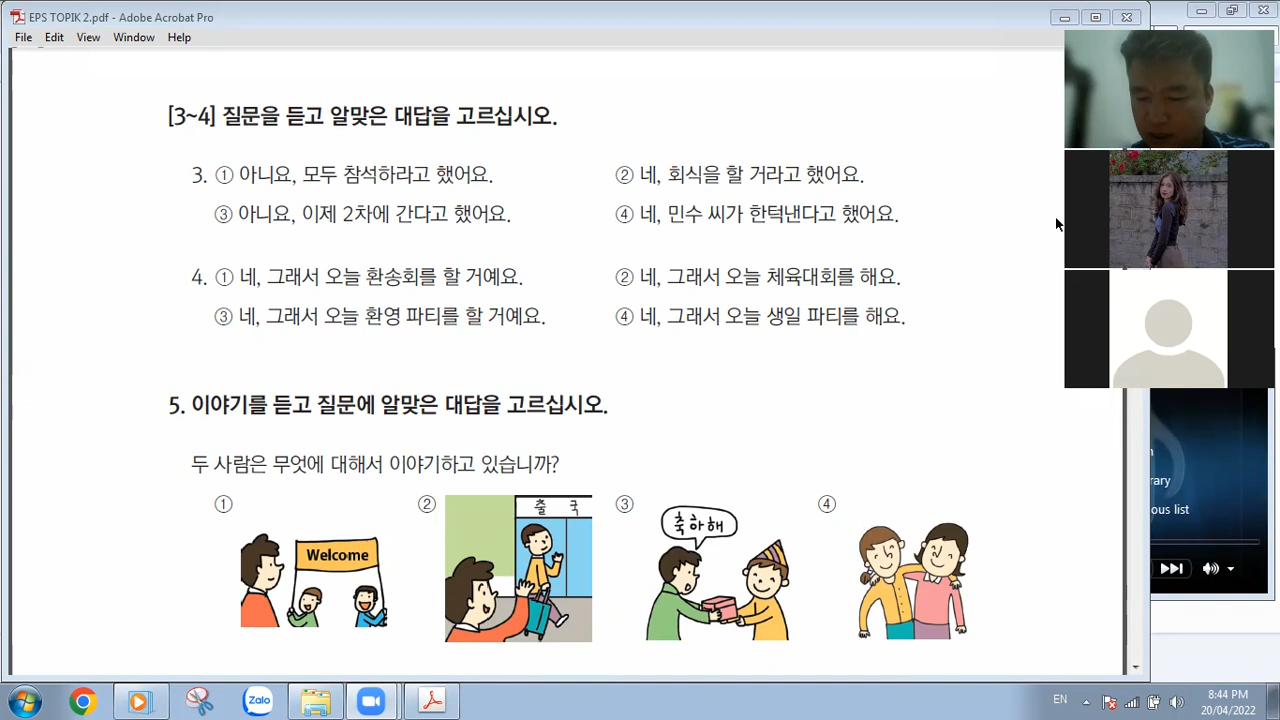 EPS TOPIK 2.pdf - Adobe Acrobat Pro
File Edit View Window Help
[3~4] 질문을 듣고 알맞은 대답을 고르십시오.
3. ① 아니요, 모두 참석하라고 했어요. ② 네, 회식을 할 거라고 했어요.
③ 아니요, 이제 2차에 간다고 했어요. ④ 네, 민수 씨가 한턱낸다고 했어요.
4. ① 네, 그래서 오늘 환송회를 할 거예요. ② 네, 그래서 오늘 체육대회를 해요.
③ 네, 그래서 오늘 환영 파티를 할 거예요. ④ 네, 그래서 오늘 생일 파티를 해요.
5. 이야기를 듣고 질문에 알맞은 대답을 고르십시오.
두 사람은 무엇에 대해서 이야기하고 있습니까?
① ② ③ ④
Welcome
출 국
축하해
rary
ous list
Zalo
EN
8:44 PM
20/04/2022